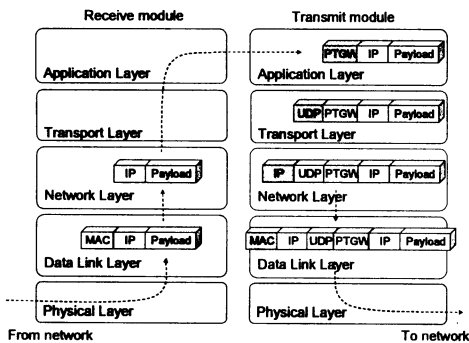 Receive module
Transmit module
PTGW IP Payload
Application Layer
Application Layer
UDP PTGW IP Payload
Transport Layer
Transport Layer
IP Payload
IP UDP PTGW IP Payload
Network Layer
Network Layer
MAC IP Payload
MAC IP UDP PTGW IP Payload
Data Link Layer
Data Link Layer
Physical Layer
Physical Layer
From network
To network